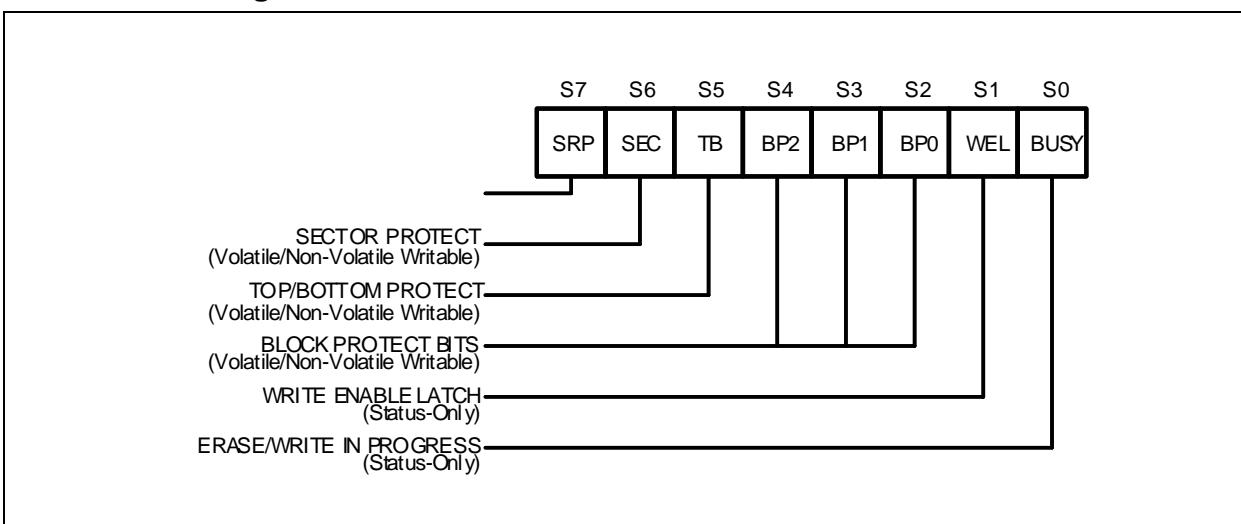 S7 S6 S5 S4 S3 S2 S1 S0
SRP SEC TB BP2 BP1 BP0 WEL BUSY
SECTOR PROTECT
(Volatile/Non-Volatile Writable)
TOP/BOTTOM PROTECT
(Volatile/Non-Volatile Writable)
BLOCK PROTECT BITS
(Volatile/Non-Volatile Writable)
WRITE ENABLE LATCH
(Status-Only)
ERASE/WRITE IN PROGRESS
(Status-Only)